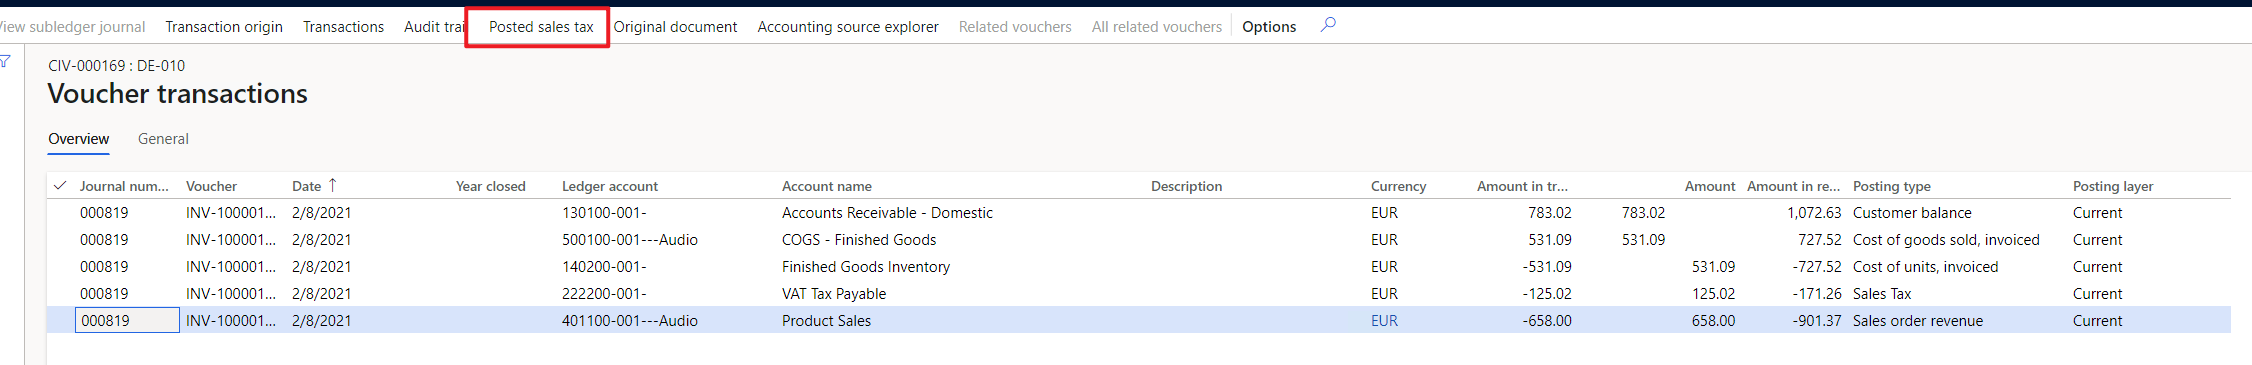 View subledger journal Transaction origin Transactions Audit trai Posted sales tax Original document Accounting source explorer Related vouchers All related vouchers Options
CIV-000169 : DE-010
Voucher transactions
Overview General
Journal num... Voucher Date ↑ Year closed Ledger account Account name Description Currency Amount in tr... Amount Amount in re... Posting type Posting layer
000819 INV-100001... 2/8/2021 130100-001- Accounts Receivable - Domestic EUR 783.02 783.02 1,072.63 Customer balance Current
000819 INV-100001... 2/8/2021 500100-001---Audio COGS - Finished Goods EUR 531.09 531.09 727.52 Cost of goods sold, invoiced Current
000819 INV-100001... 2/8/2021 140200-001- Finished Goods Inventory EUR -531.09 531.09 -727.52 Cost of units, invoiced Current
000819 INV-100001... 2/8/2021 222200-001- VAT Tax Payable EUR -125.02 125.02 -171.26 Sales Tax Current
000819 INV-100001... 2/8/2021 401100-001---Audio Product Sales EUR -658.00 658.00 -901.37 Sales order revenue Current